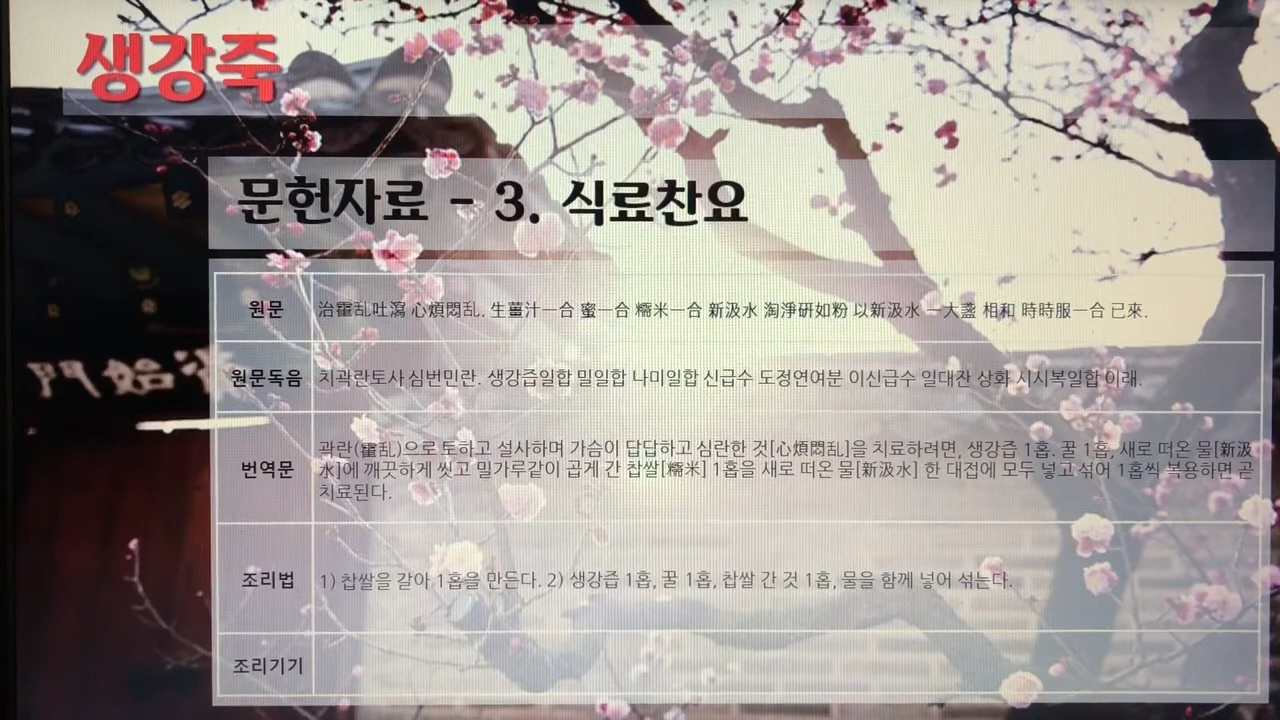 생강죽
문헌자료 - 3. 식료찬요
원문
治霍乱吐瀉 心煩悶乱. 生薑汁一合 蜜一合 糯米一合 新汲水 淘淨研如粉 以新汲水 一大盞 相和 時時服一合 已來.
원문독음
치곽란토사 심번민란. 생강즙일합 밀일합 나미일합 신급수 도정연여분 이신급수 일대잔 상화 시시복일합 이래.
번역문
곽란(霍乱)으로 토하고 설사하며 가슴이 답답하고 심란한 것[心煩悶乱]을 치료하려면, 생강즙 1홉. 꿀 1홉, 새로 떠온 물[新汲
水]에 깨끗하게 씻고 밀가루같이 곱게 간 찹쌀[糯米] 1홉을 새로 떠온 물[新汲水] 한 대접에 모두 넣고 섞어 1홉씩 복용하면 곧
치료된다.
조리법
1) 찹쌀을 갈아 1홉을 만든다. 2) 생강즙 1홉, 꿀 1홉, 찹쌀 간 것 1홉, 물을 함께 넣어 섞는다.
조리기기
門 始